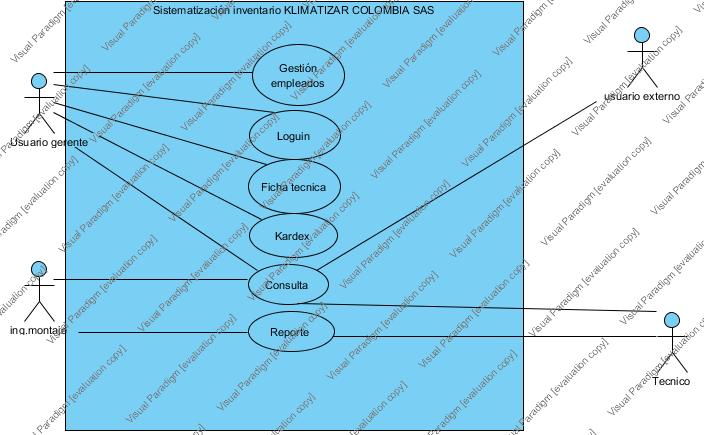 Sistematización inventario KLIMATIZAR COLOMBIA SAS
Gestión
empleados
usuario externo
Usuario gerente
Loguin
Ficha tecnica
Kardex
Consulta
ing.montaje
Reporte
Tecnico
Visual Paradigm [evaluation copy]